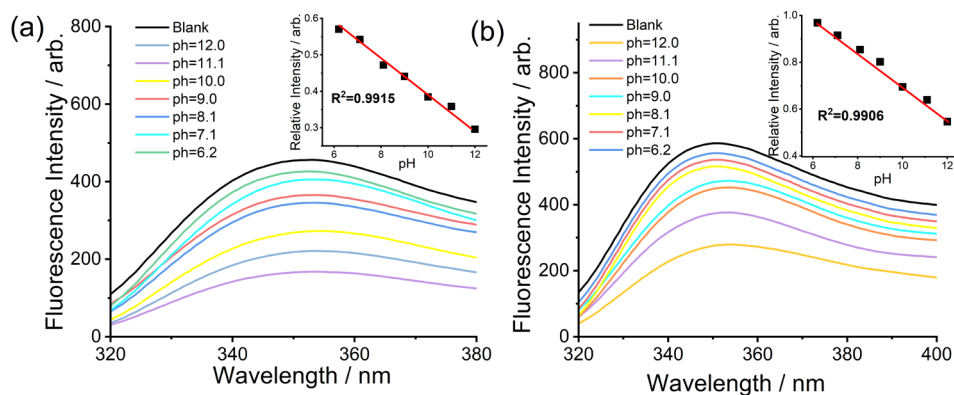 (a)
Fluorescence Intensity / arb.
800
600
400
200
0
320
340
360
380
Wavelength / nm
Blank
ph=12.0
ph=11.1
ph=10.0
ph=9.0
ph=8.1
ph=7.1
ph=6.2
Relative Intensity / arb.
0.6
0.5
0.4
0.3
R²=0.9915
6
8
10
12
pH
(b)
Fluorescence Intensity / arb.
800
600
400
200
0
320
340
360
380
400
Wavelength / nm
Blank
ph=12.0
ph=11.1
ph=10.0
ph=9.0
ph=8.1
ph=7.1
ph=6.2
Relative Intensity / arb.
1.0
0.8
0.6
0.4
R²=0.9906
6
8
10
12
pH